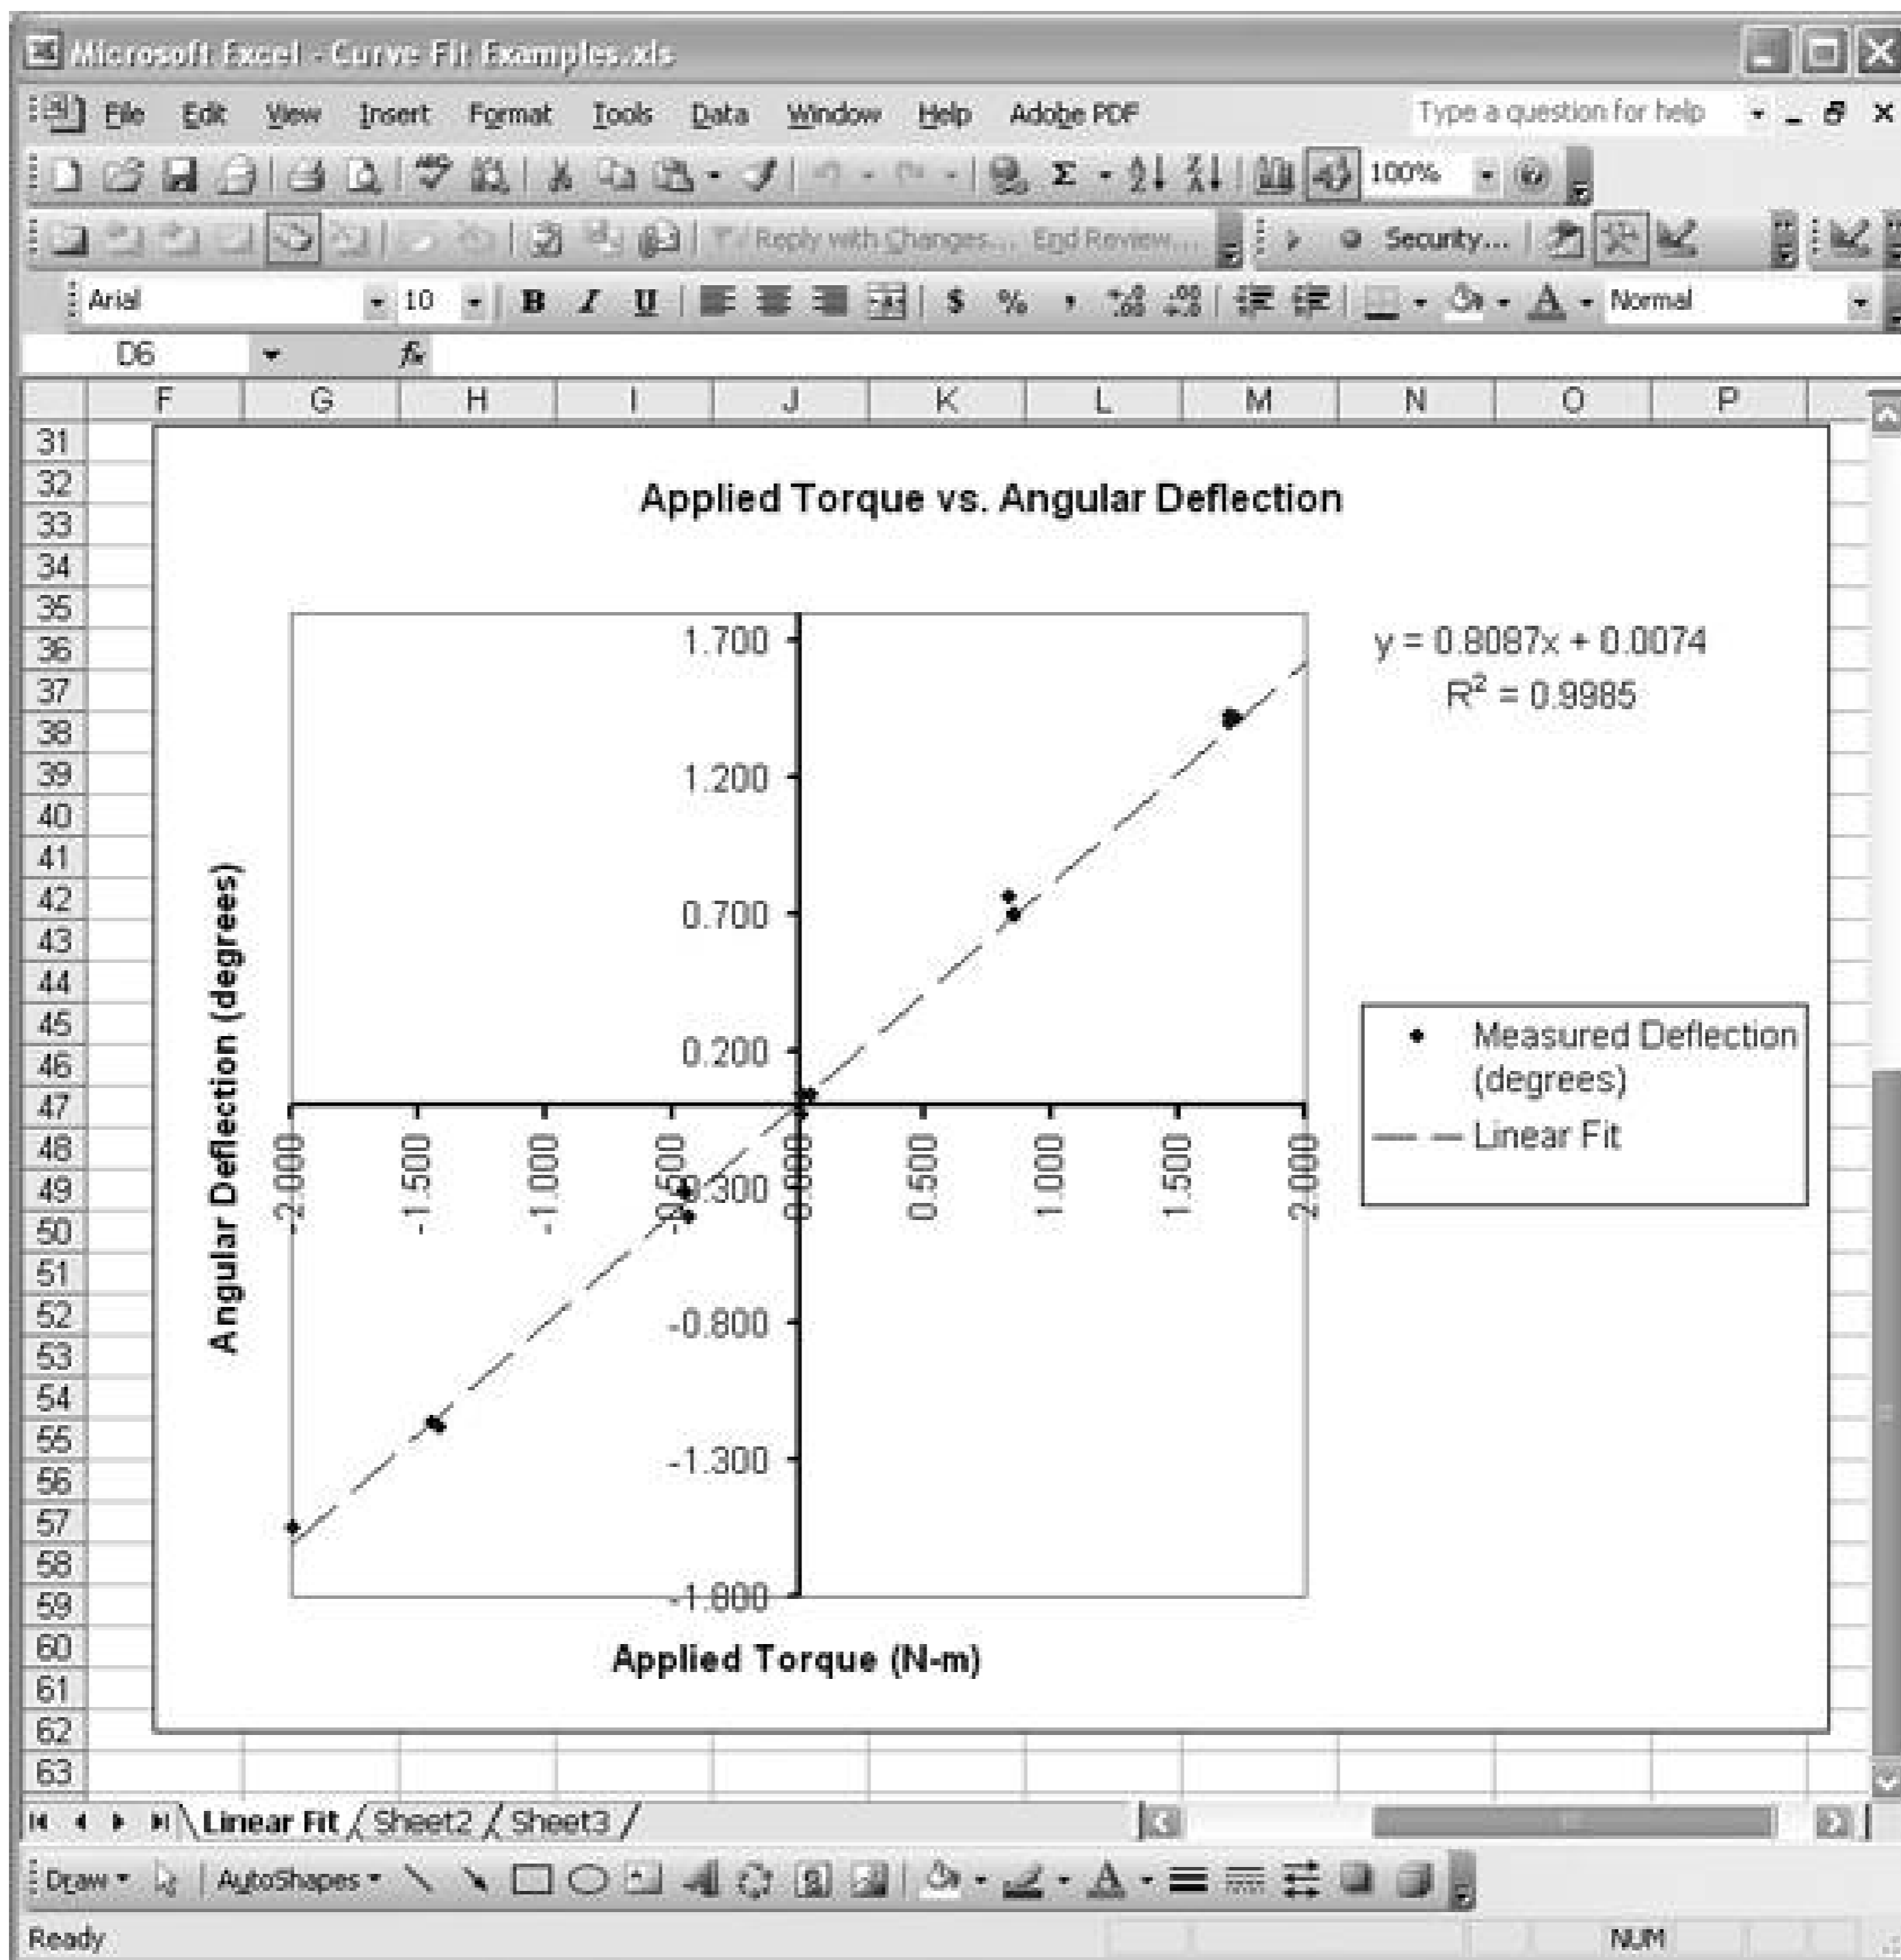 Microsoft Excel - Curve Fit Examples.xls
File Edit View Insert Format Tools Data Window Help Adobe PDF Type a question for help
Σ 100%
Reply with Changes... End Review... Security...
Arial 10 B I U $ % , A Normal
D6 fx
F G H I J K L M N O P
31
32
33
34
35
36
37
38
39
40
41
42
43
44
45
46
47
48
49
50
51
52
53
54
55
56
57
58
59
60
61
62
63
Applied Torque vs. Angular Deflection
y = 0.8087x + 0.0074
R² = 0.9985
1.700
1.200
0.700
0.200
-0.300
-0.800
-1.300
-1.800
Angular Deflection (degrees)
-2.000 -1.500 -1.000 -0.500 0.000 0.500 1.000 1.500 2.000
Measured Deflection
(degrees)
Linear Fit
Applied Torque (N-m)
Linear Fit / Sheet2 / Sheet3 /
Draw AutoShapes A
Ready NUM